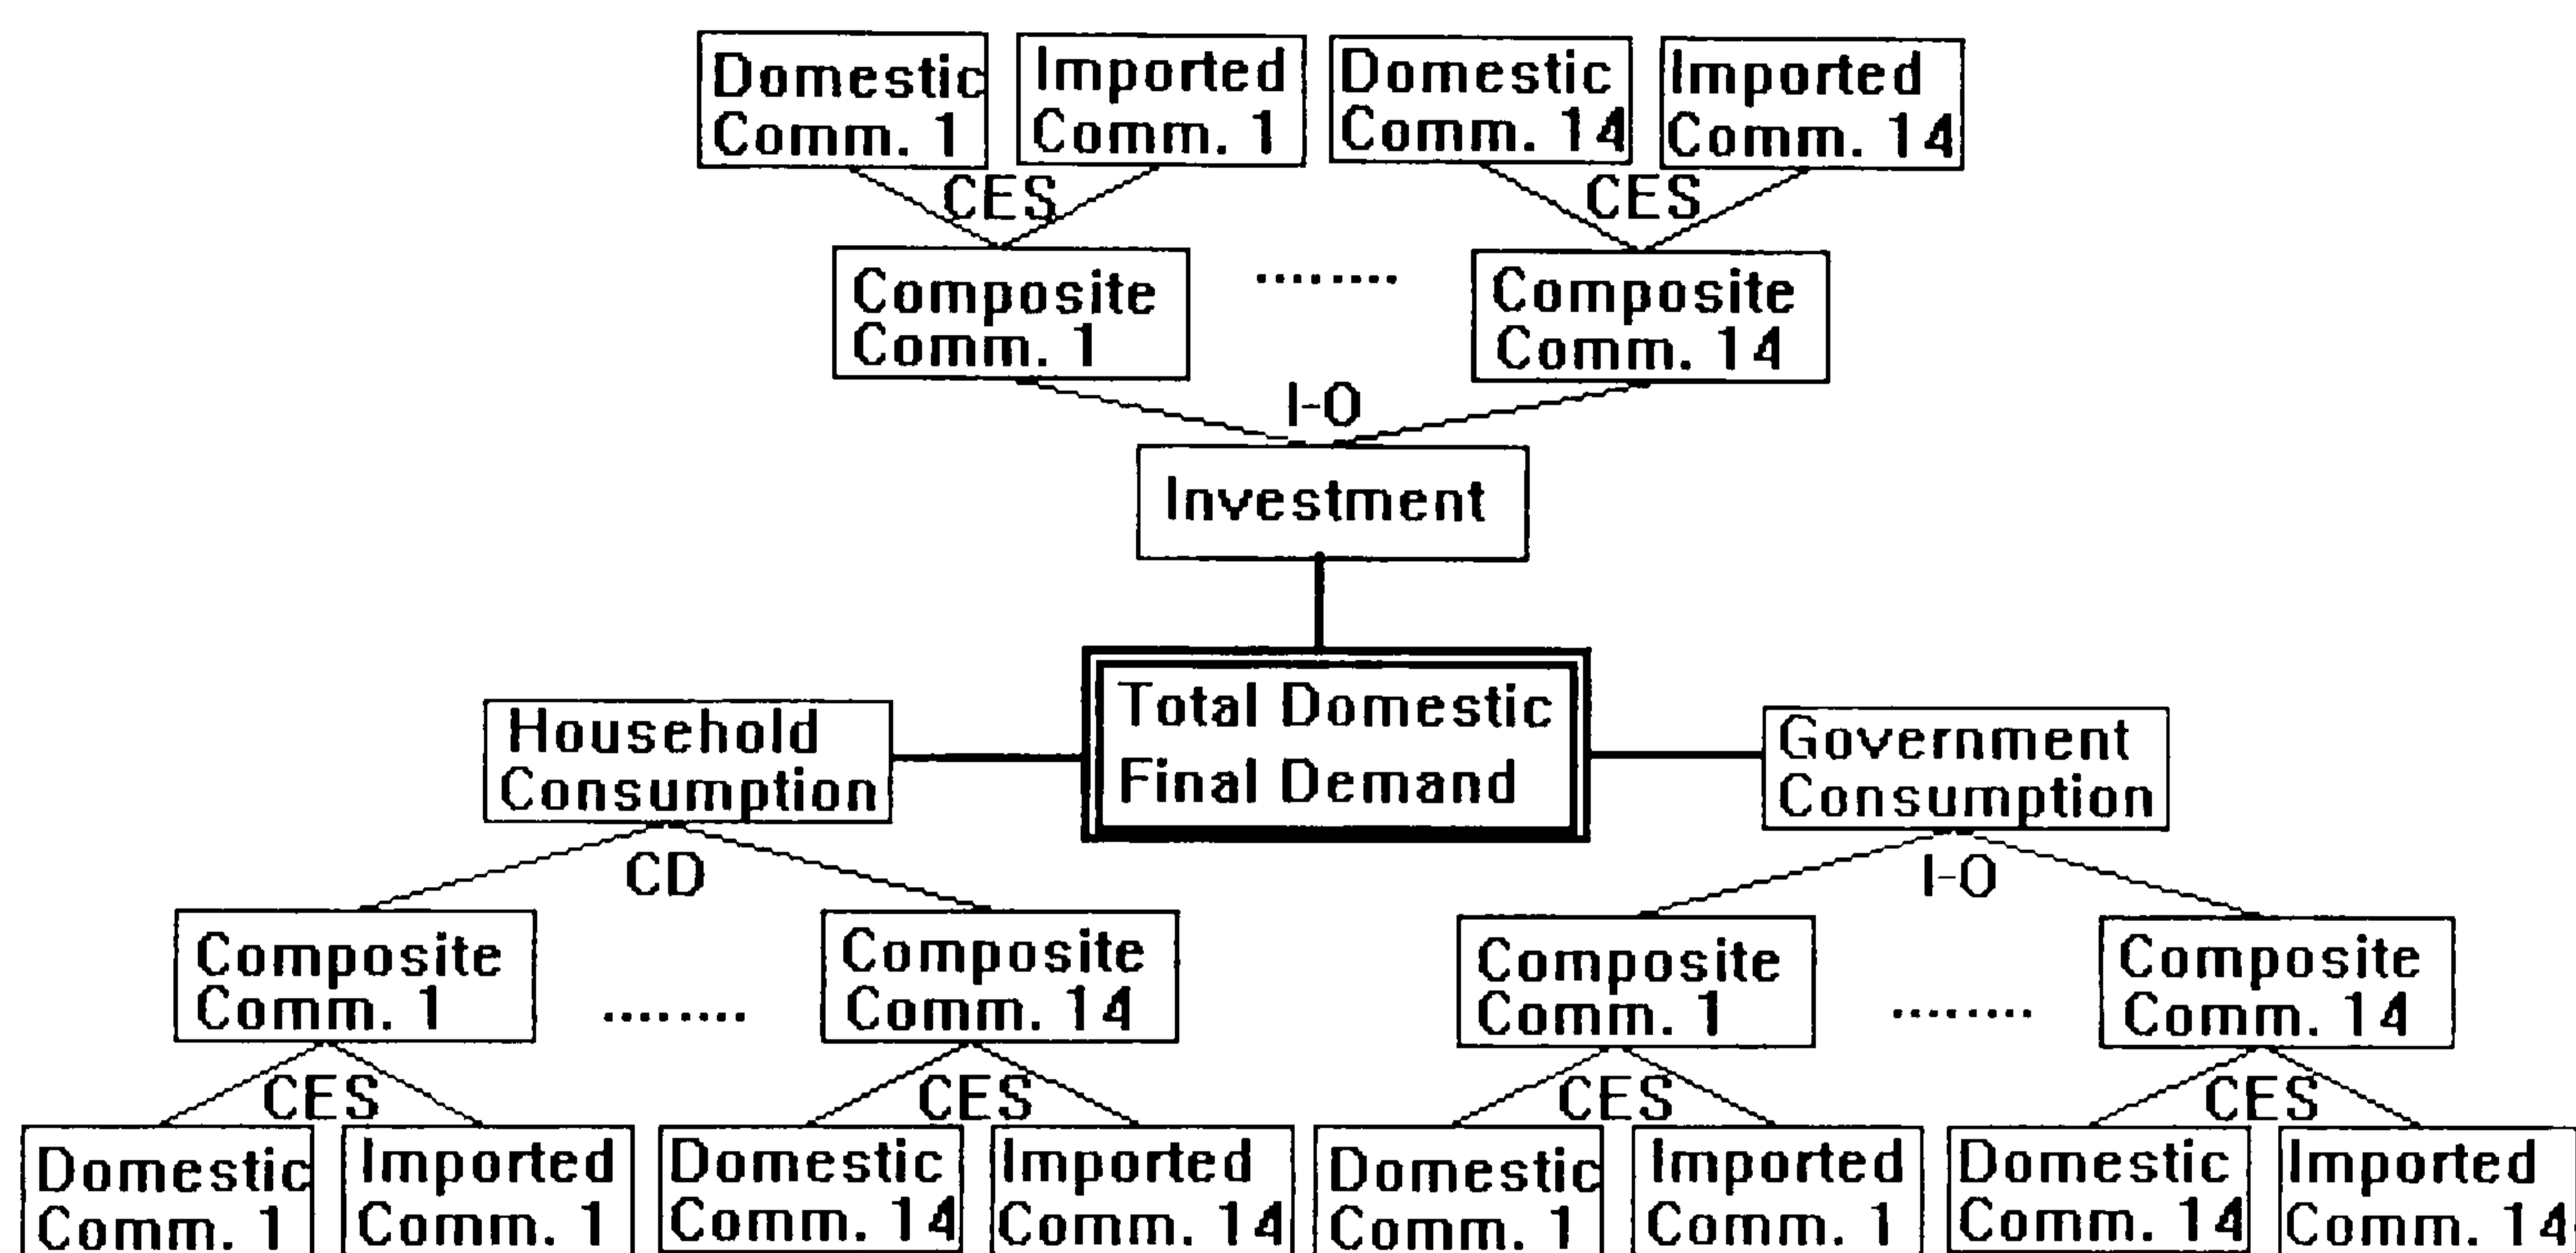 Domestic
Comm. 1
Imported
Comm. 1
Domestic
Comm. 14
Imported
Comm. 14
CES
CES
Composite
Comm. 1
........
Composite
Comm. 14
I-O
Investment
Total Domestic
Final Demand
Household
Consumption
Government
Consumption
CD
I-O
Composite
Comm. 1
........
Composite
Comm. 14
Composite
Comm. 1
........
Composite
Comm. 14
CES
CES
CES
CES
Domestic
Comm. 1
Imported
Comm. 1
Domestic
Comm. 14
Imported
Comm. 14
Domestic
Comm. 1
Imported
Comm. 1
Domestic
Comm. 14
Imported
Comm. 14